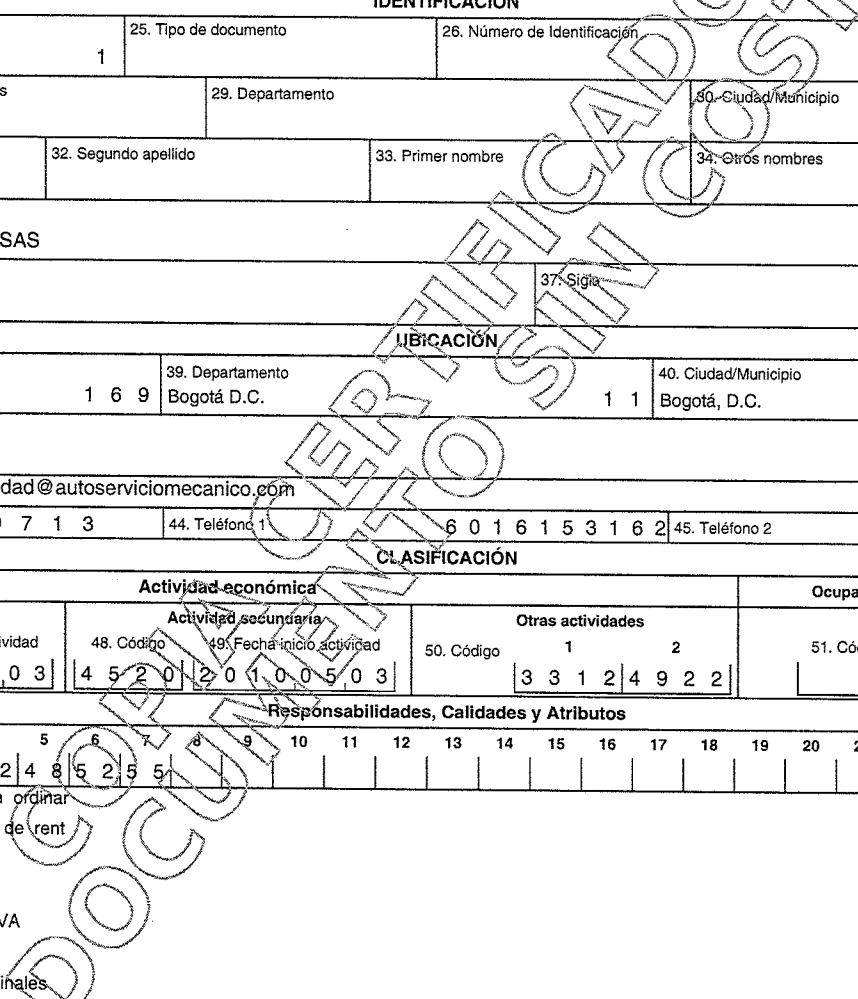 IDENTIFICACIÓN
25. Tipo de documento 26. Número de Identificación
1
s 29. Departamento 30. Ciudad/Municipio
32. Segundo apellido 33. Primer nombre 34. Otros nombres
SAS
37. Sigla
UBICACIÓN
39. Departamento 40. Ciudad/Municipio
1 6 9 Bogotá D.C. 1 1 Bogotá, D.C.
dad@autoserviciomecanico.com
7 1 3 44. Teléfono 1 6 0 1 6 1 5 3 1 6 2 45. Teléfono 2
CLASIFICACIÓN
Actividad económica Ocupa
Actividad secundaria Otras actividades
ividad 48. Código 49. Fecha inicio actividad 50. Código 1 2 51. Có
0 3 4 5 2 0 2 0 1 0 0 5 0 3 3 3 1 2 4 9 2 2
Responsabilidades, Calidades y Atributos
5 6 7 8 9 10 11 12 13 14 15 16 17 18 19 20 2
2 4 8 5 2 5 5
a ordinar
de rent
VA
inales
COPIA CERTIFICADO
DOCUMENTO SIN COST